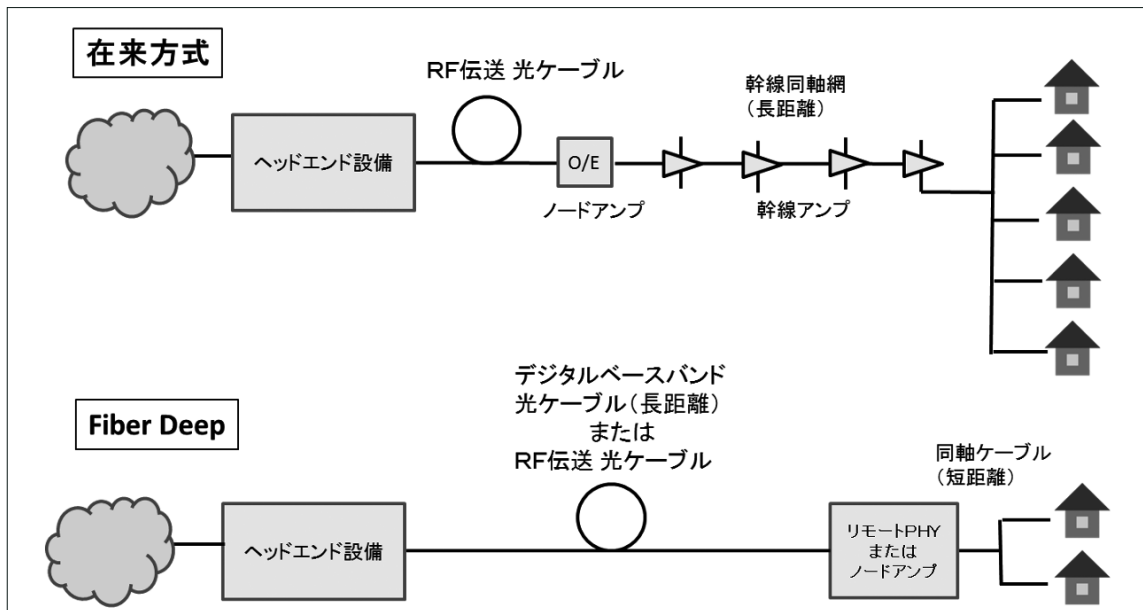 在来方式
RF伝送 光ケーブル
幹線同軸網
（長距離）
ヘッドエンド設備
O/E
ノードアンプ
幹線アンプ
デジタルベースバンド
光ケーブル（長距離）
または
RF伝送 光ケーブル
Fiber Deep
同軸ケーブル
（短距離）
ヘッドエンド設備
リモートPHY
または
ノードアンプ